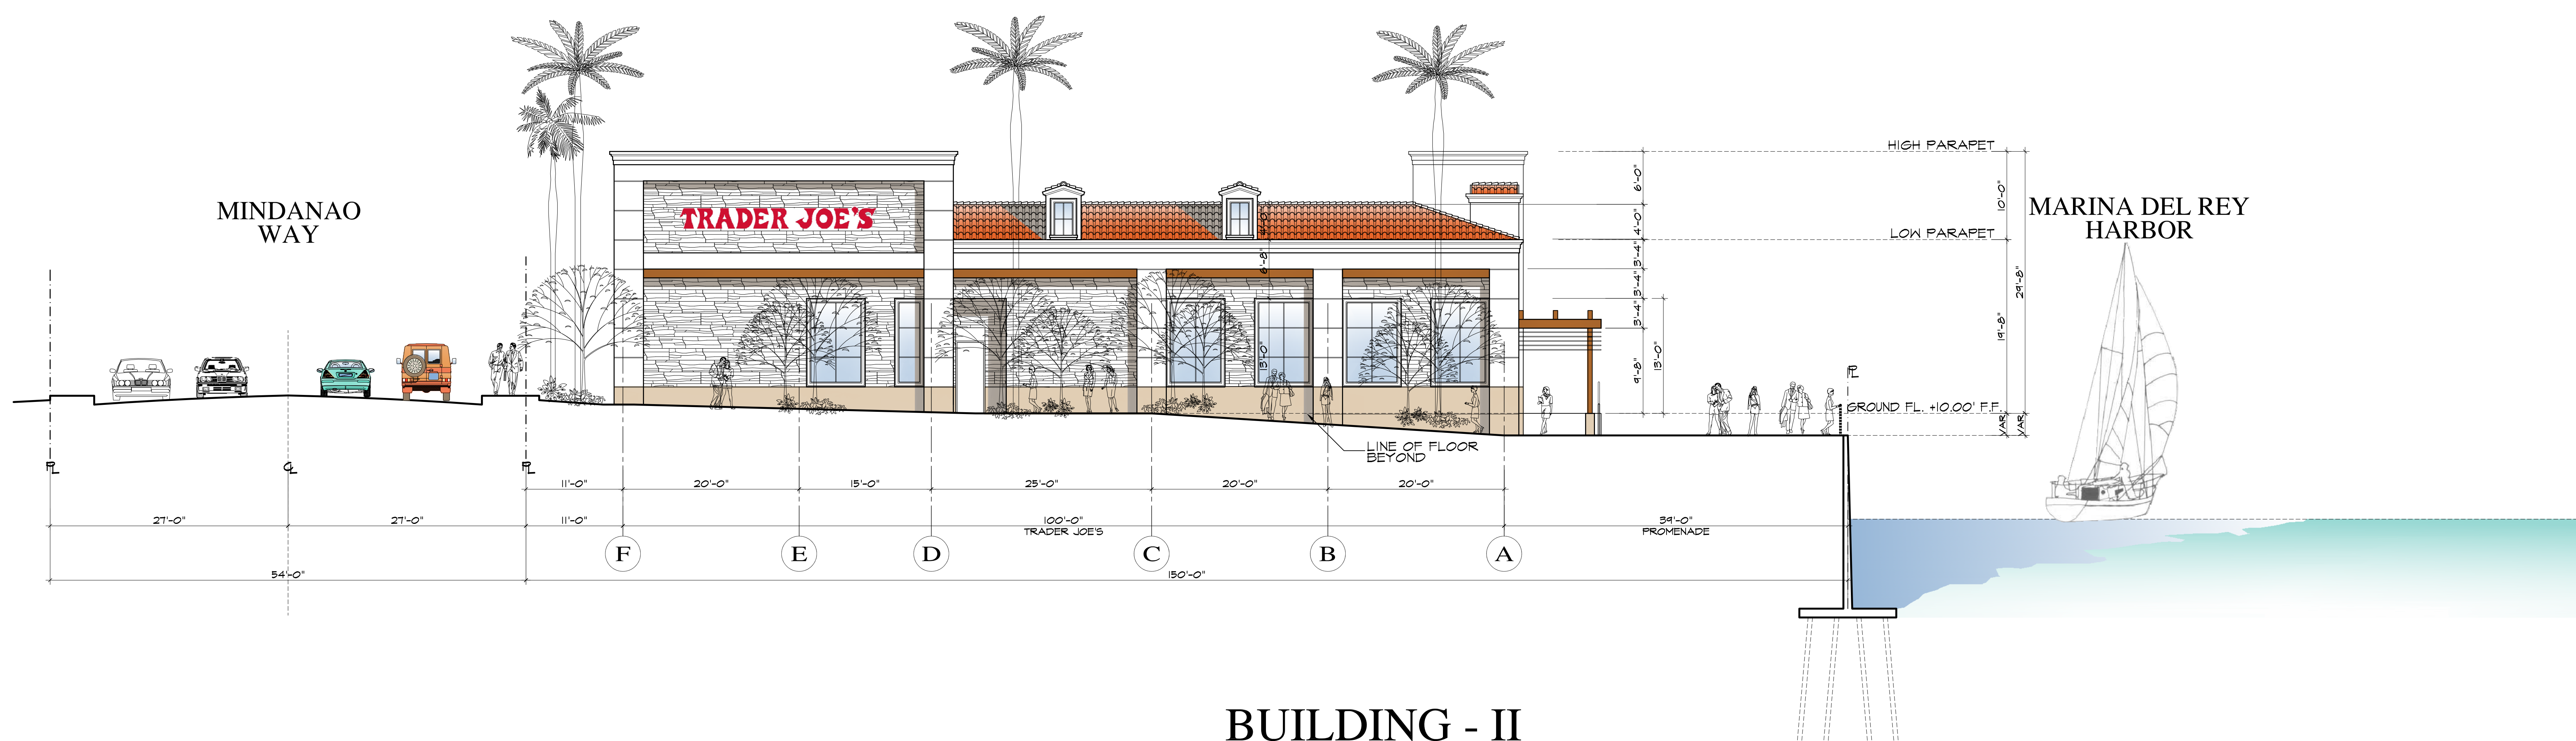 HIGH PARAPET
6'-0"
10'-0"
MINDANAO
WAY
TRADER JOE'S
MARINA DEL REY
HARBOR
4'-0"
4'-0"
LOW PARAPET
6'-8"
3'-4"
3'-4"
3'-4"
29'-8"
19'-8"
13'-0"
9'-8"
13'-0"
PL
GROUND FL. +10.00' F.F.
VAR.
VAR.
LINE OF FLOOR
BEYOND
PL
CL
PL
11'-0"
20'-0"
15'-0"
25'-0"
20'-0"
20'-0"
27'-0"
27'-0"
11'-0"
100'-0"
39'-0"
TRADER JOE'S
PROMENADE
F
E
D
C
B
A
54'-0"
150'-0"
BUILDING - II